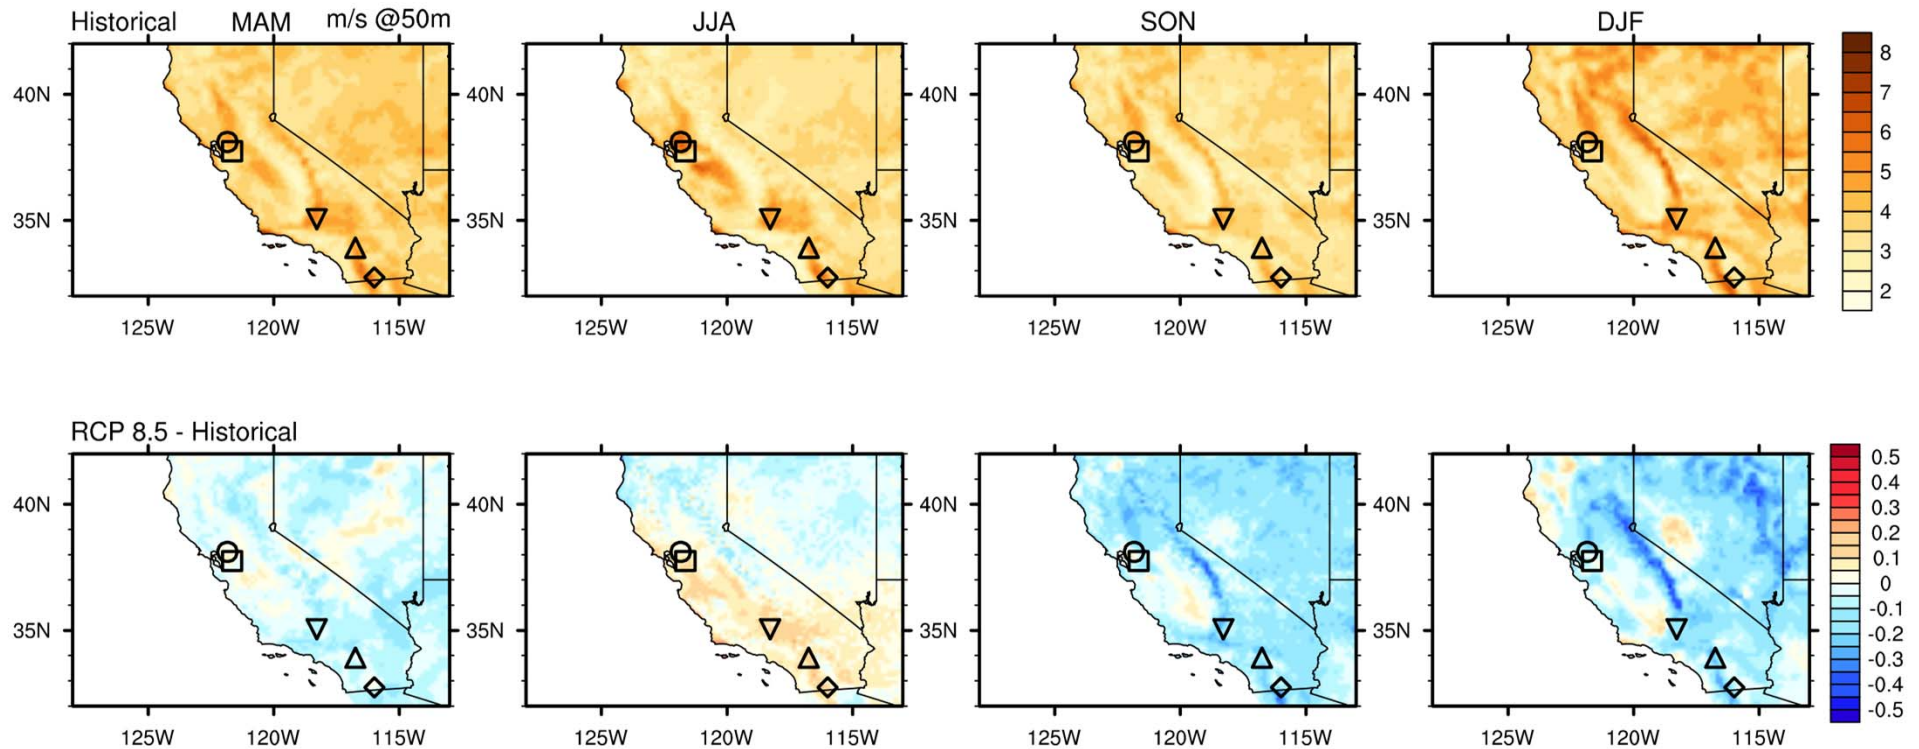 Historical MAM m/s @50m JJA SON DJF
8
40N 40N 40N 40N 7
6
5
35N 35N 35N 35N 4
3
2
125W 120W 115W 125W 120W 115W 125W 120W 115W 125W 120W 115W
RCP 8.5 - Historical
0.5
0.4
40N 40N 40N 40N 0.3
0.2
0.1
0
-0.1
35N 35N 35N 35N -0.2
-0.3
-0.4
-0.5
125W 120W 115W 125W 120W 115W 125W 120W 115W 125W 120W 115W